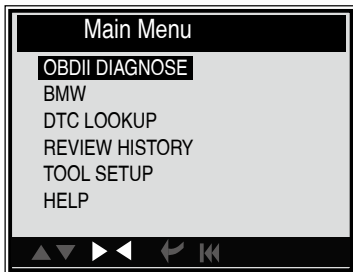 Main Menu
OBDII DIAGNOSE
BMW
DTC LOOKUP
REVIEW HISTORY
TOOL SETUP
HELP